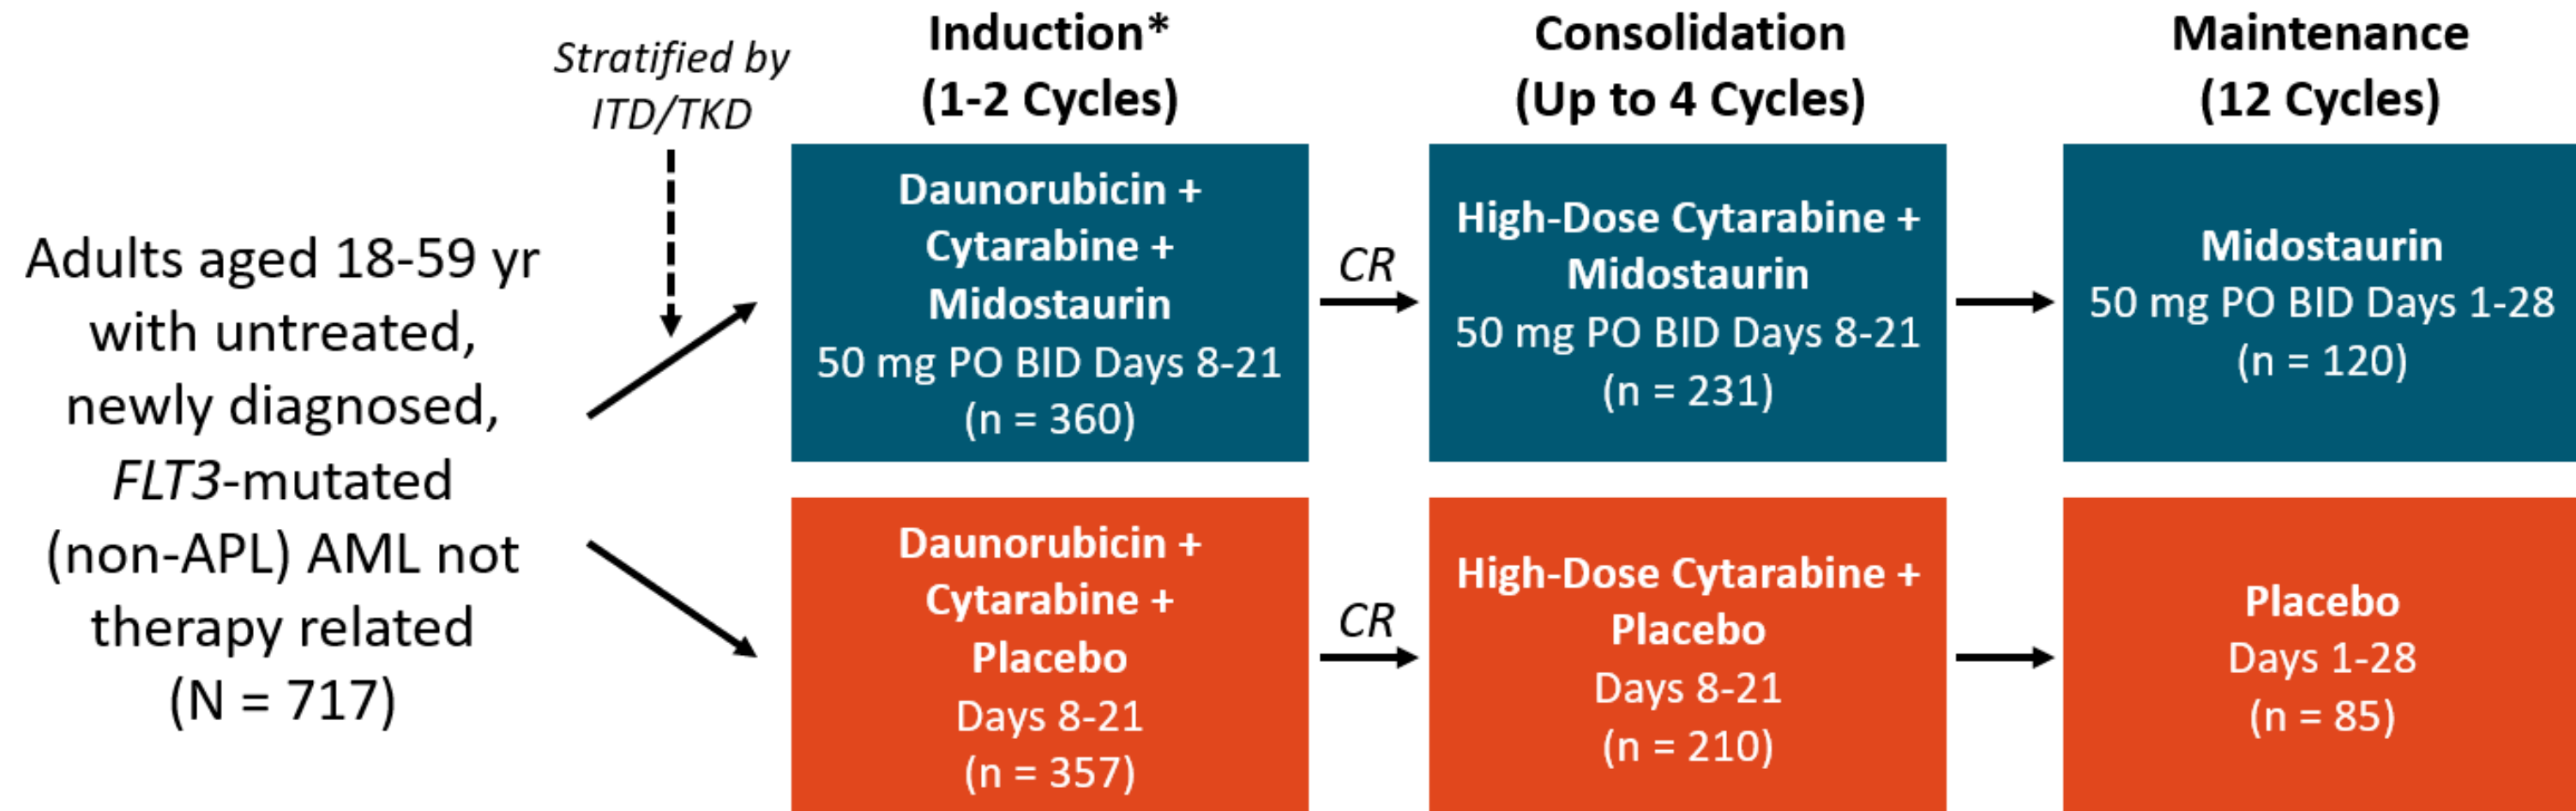 Stratified by
ITD/TKD
Adults aged 18-59 yr
with untreated,
newly diagnosed,
FLT3-mutated
(non-APL) AML not
therapy related
(N = 717)
Induction*
(1-2 Cycles)
Daunorubicin +
Cytarabine +
Midostaurin
50 mg PO BID Days 8-21
(n = 360)
CR
Consolidation
(Up to 4 Cycles)
High-Dose Cytarabine +
Midostaurin
50 mg PO BID Days 8-21
(n = 231)
Maintenance
(12 Cycles)
Midostaurin
50 mg PO BID Days 1-28
(n = 120)
Daunorubicin +
Cytarabine +
Placebo
Days 8-21
(n = 357)
CR
High-Dose Cytarabine +
Placebo
Days 8-21
(n = 210)
Placebo
Days 1-28
(n = 85)